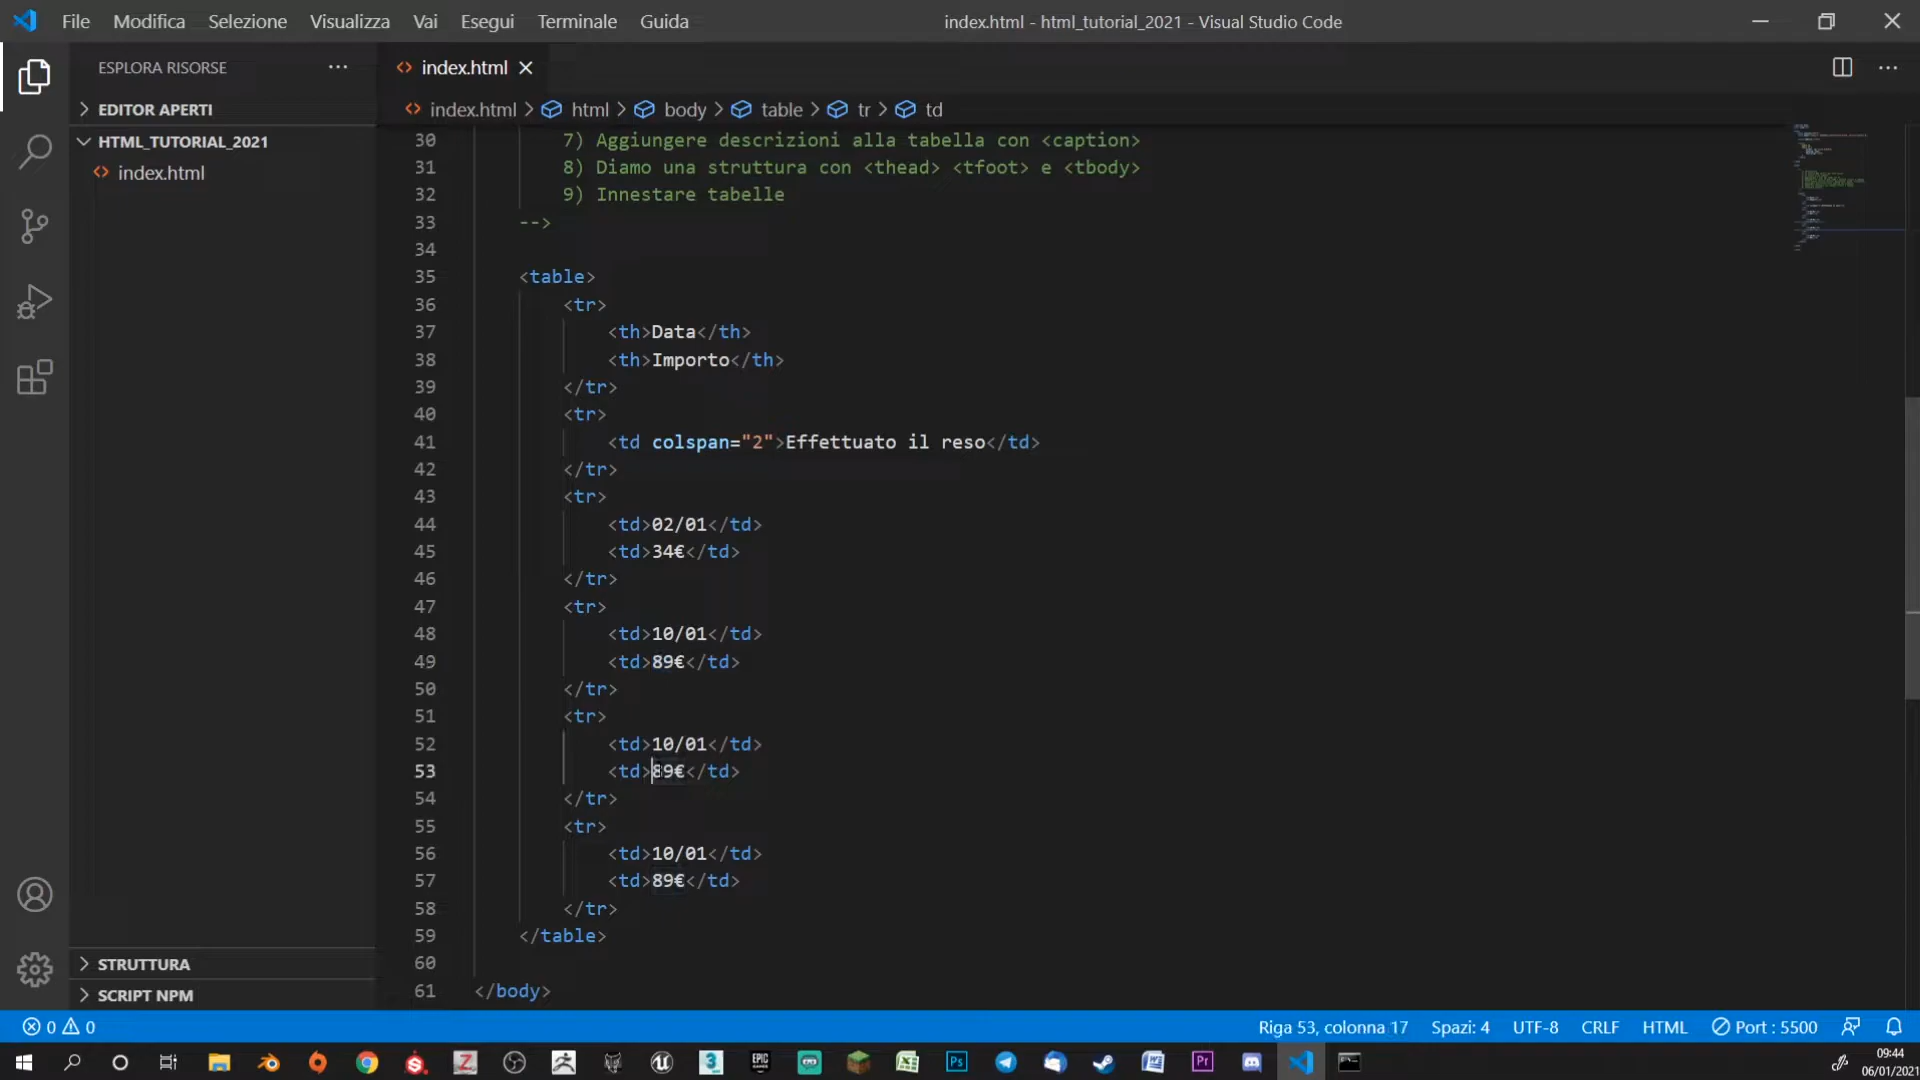 File Modifica Selezione Visualizza Vai Esegui Terminale Guida
index.html - html_tutorial_2021 - Visual Studio Code
ESPLORA RISORSE
EDITOR APERTI
HTML_TUTORIAL_2021
index.html
STRUTTURA
SCRIPT NPM
index.html
index.html > html > body > table > tr > td
30 7) Aggiungere descrizioni alla tabella con <caption>
31 8) Diamo una struttura con <thead> <tfoot> e <tbody>
32 9) Innestare tabelle
33 -->
34
35 <table>
36 <tr>
37 <th>Data</th>
38 <th>Importo</th>
39 </tr>
40 <tr>
41 <td colspan="2">Effettuato il reso</td>
42 </tr>
43 <tr>
44 <td>02/01</td>
45 <td>34€</td>
46 </tr>
47 <tr>
48 <td>10/01</td>
49 <td>89€</td>
50 </tr>
51 <tr>
52 <td>10/01</td>
53 <td>89€</td>
54 </tr>
55 <tr>
56 <td>10/01</td>
57 <td>89€</td>
58 </tr>
59 </table>
60
61 </body>
0 0
Riga 53, colonna 17 Spazi: 4 UTF-8 CRLF HTML Port : 5500
EPIC GAMES
Ps
Pr
09:44
06/01/2021